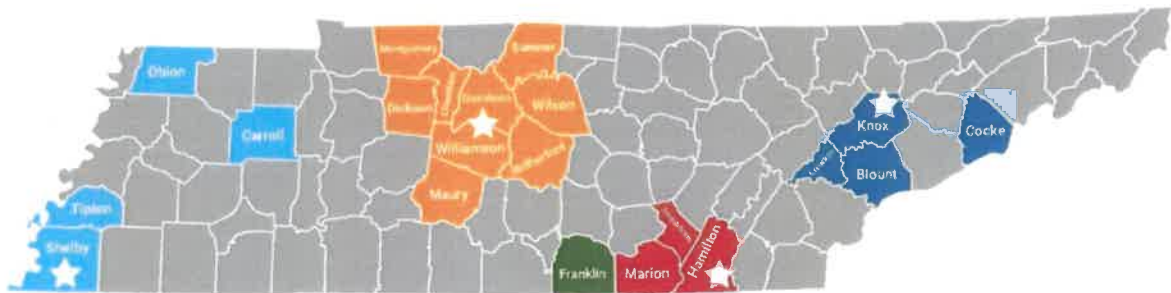 Montgomery
Sumner
Obion
Dickson
Davidson
Wilson
Knox
Cocke
Carroll
Williamson
Rutherford
Blount
Maury
Tipton
Shelby
Hamilton
Franklin
Marion